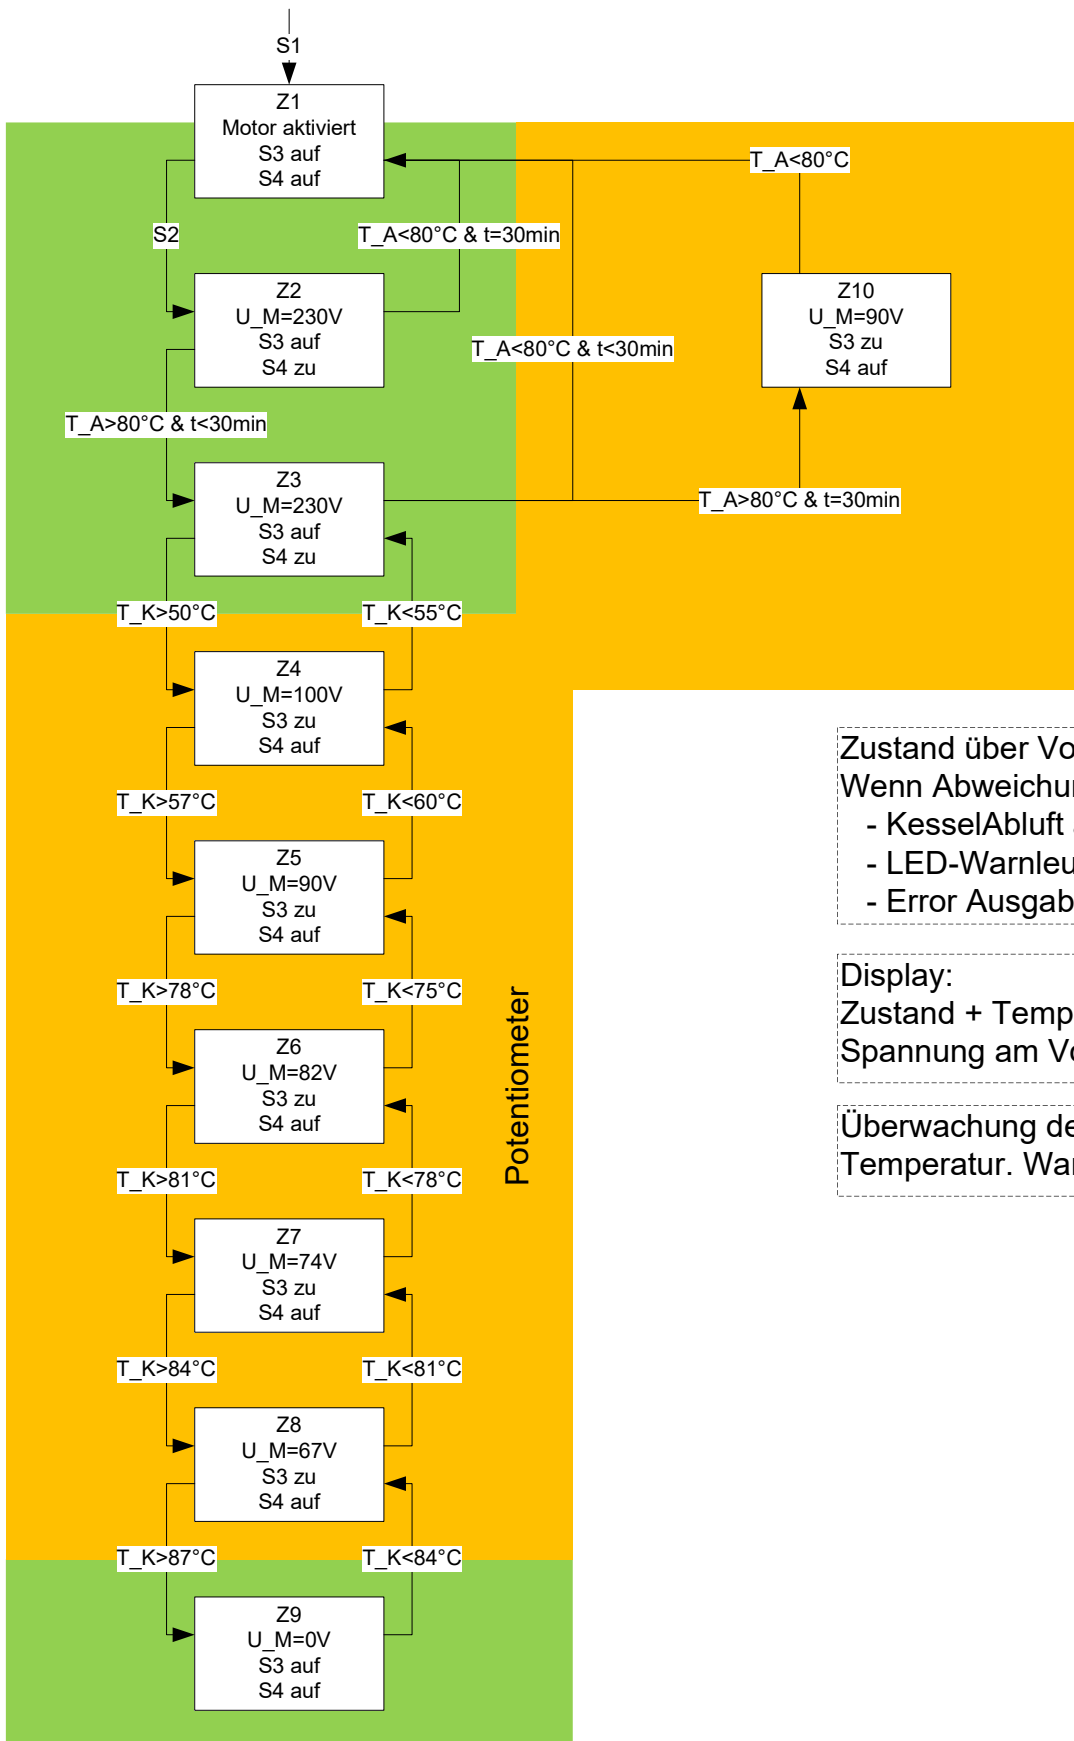 S1
Z1
Motor aktiviert
S3 auf
S4 auf
T_A<80°C
S2
T_A<80°C & t=30min
Z2
U_M=230V
S3 auf
S4 zu
Z10
U_M=90V
S3 zu
S4 auf
T_A<80°C & t<30min
T_A>80°C & t<30min
Z3
U_M=230V
S3 auf
S4 zu
T_A>80°C & t=30min
T_K>50°C
T_K<55°C
Z4
U_M=100V
S3 zu
S4 auf
T_K>57°C
T_K<60°C
Z5
U_M=90V
S3 zu
S4 auf
T_K>78°C
T_K<75°C
Z6
U_M=82V
S3 zu
S4 auf
T_K>81°C
T_K<78°C
Z7
U_M=74V
S3 zu
S4 auf
T_K>84°C
T_K<81°C
Z8
U_M=67V
S3 zu
S4 auf
T_K>87°C
T_K<84°C
Z9
U_M=0V
S3 auf
S4 auf
Potentiometer
Zustand über Vo
Wenn Abweichu
- KesselAbluft
- LED-Warnleu
- Error Ausgab
Display:
Zustand + Temp
Spannung am Vo
Überwachung de
Temperatur. War